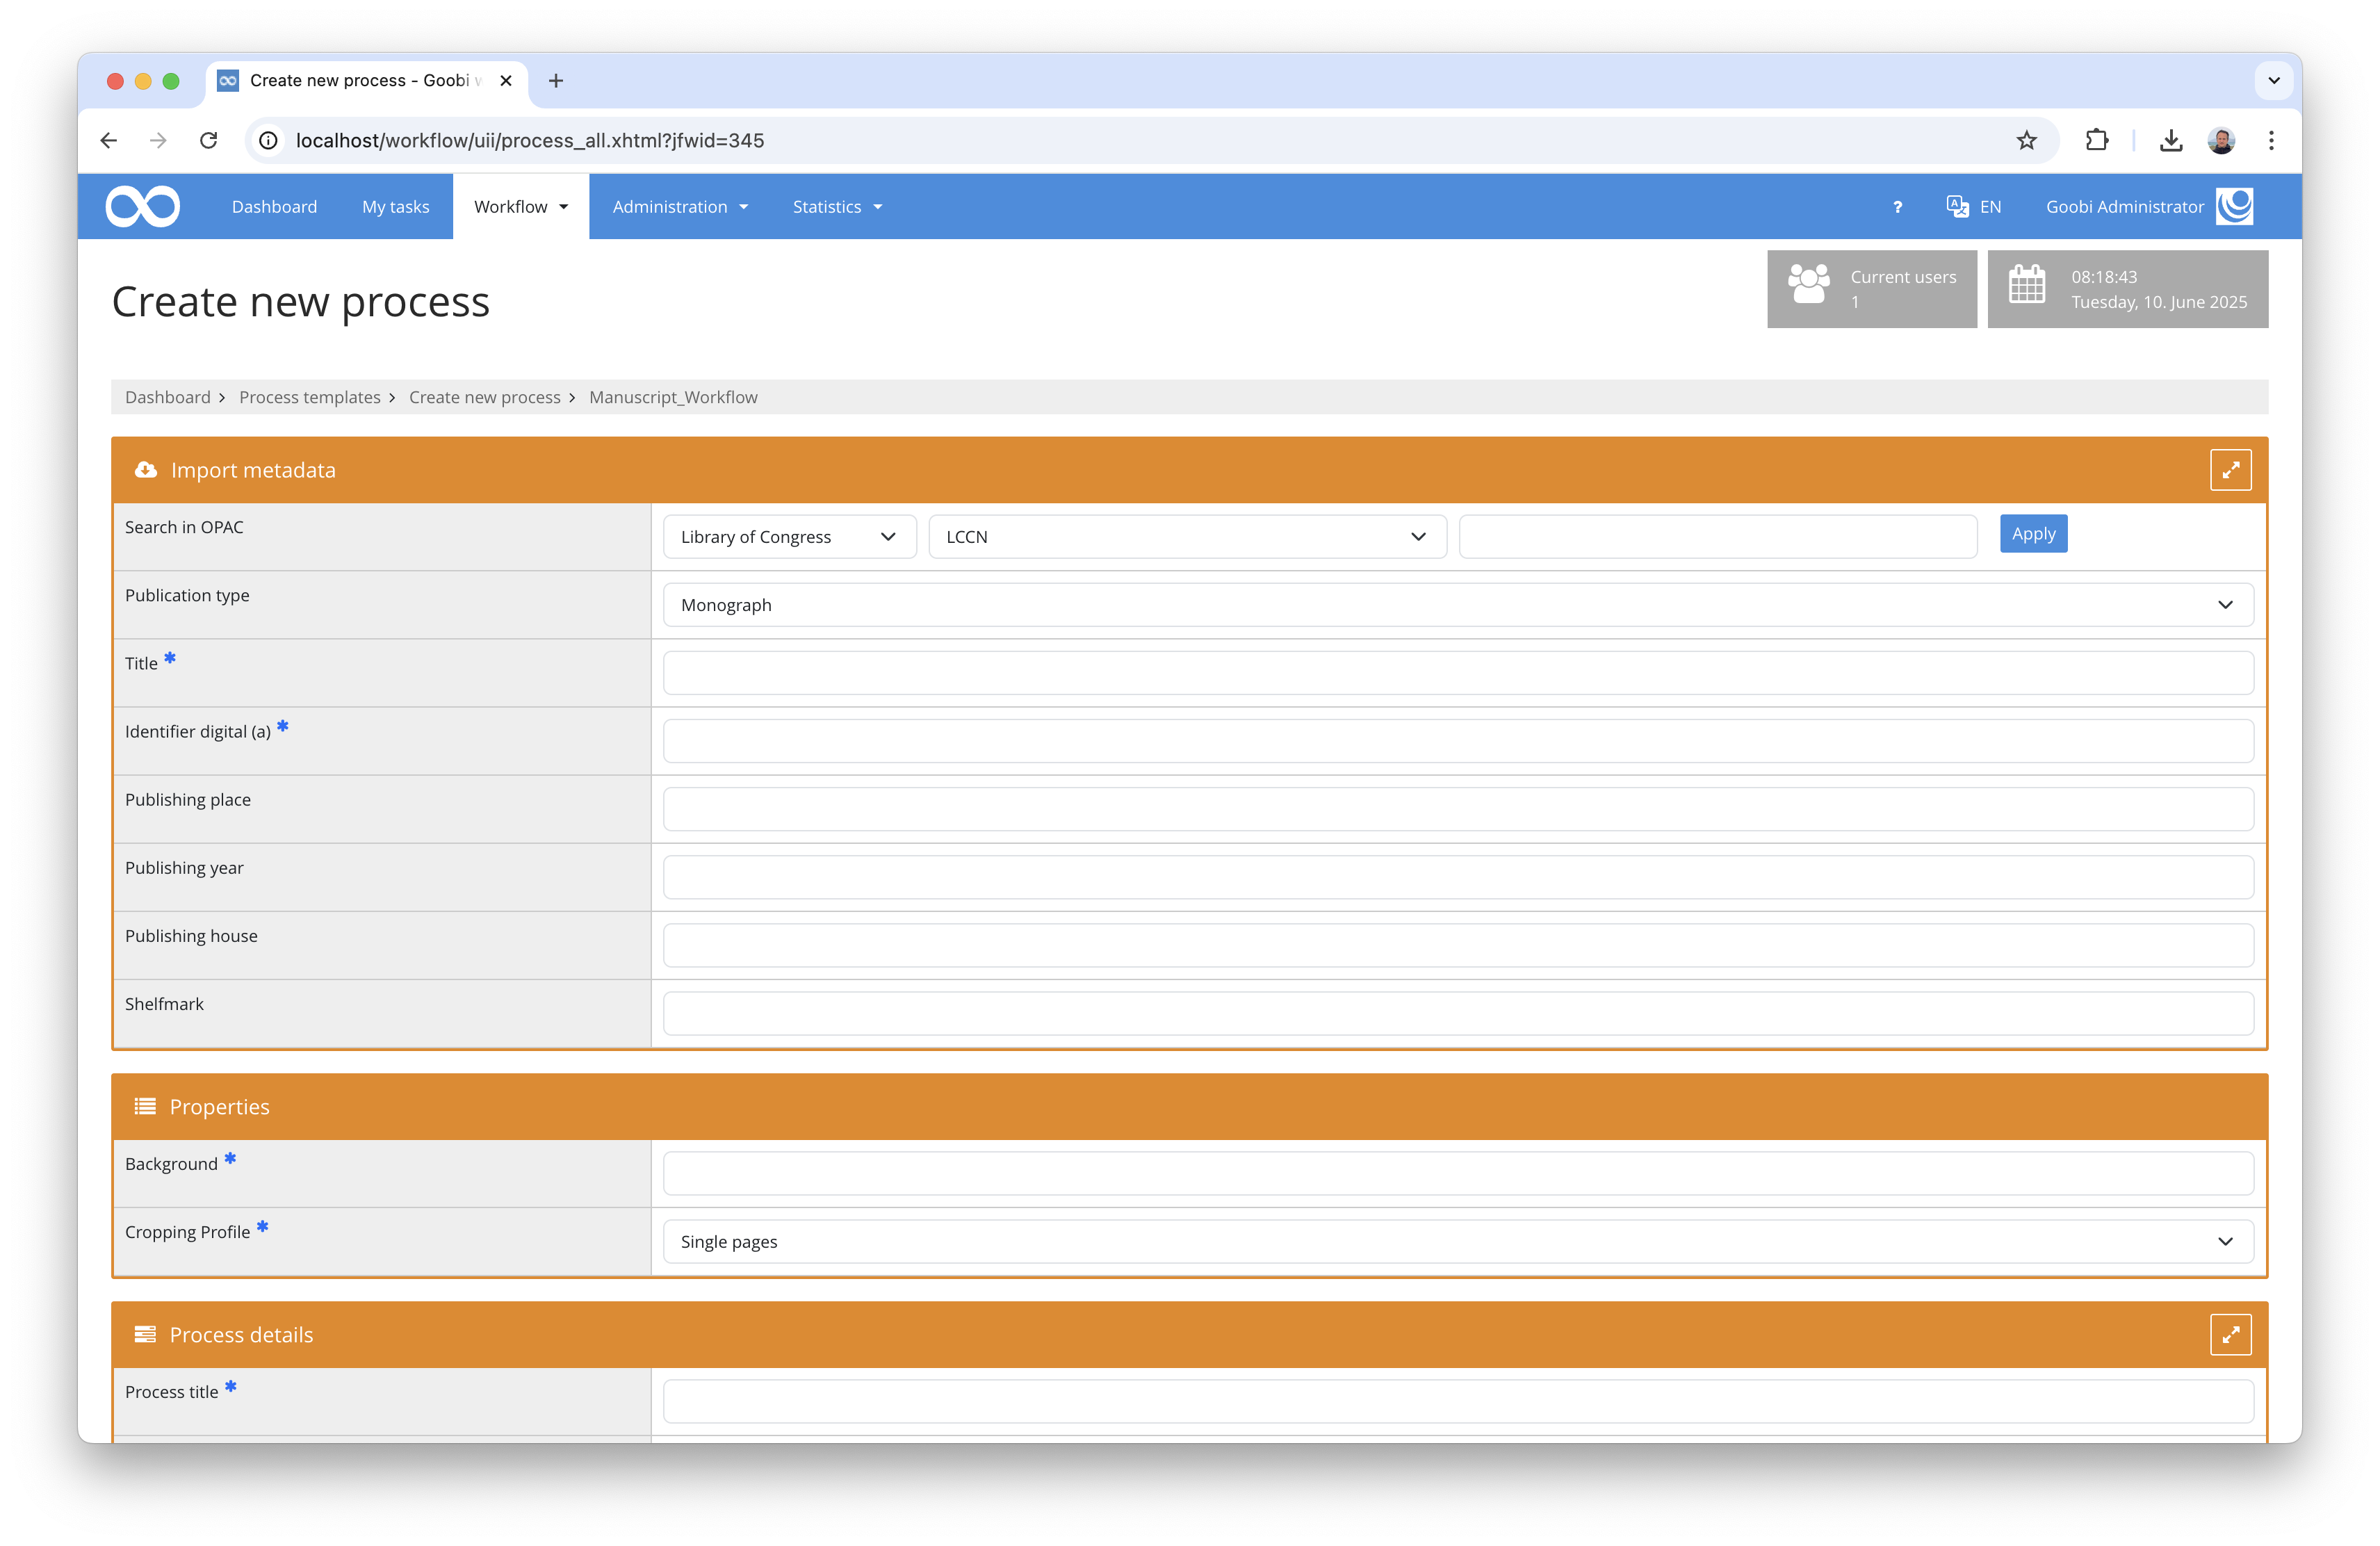 Create new process - Goobi w
localhost/workflow/uii/process_all.xhtml?jfwid=345
Dashboard My tasks Workflow Administration Statistics ? EN Goobi Administrator
Create new process
Current users
1
08:18:43
Tuesday, 10. June 2025
Dashboard > Process templates > Create new process > Manuscript_Workflow
Import metadata
Search in OPAC Library of Congress LCCN Apply
Publication type Monograph
Title *
Identifier digital (a) *
Publishing place
Publishing year
Publishing house
Shelfmark
Properties
Background *
Cropping Profile * Single pages
Process details
Process title *